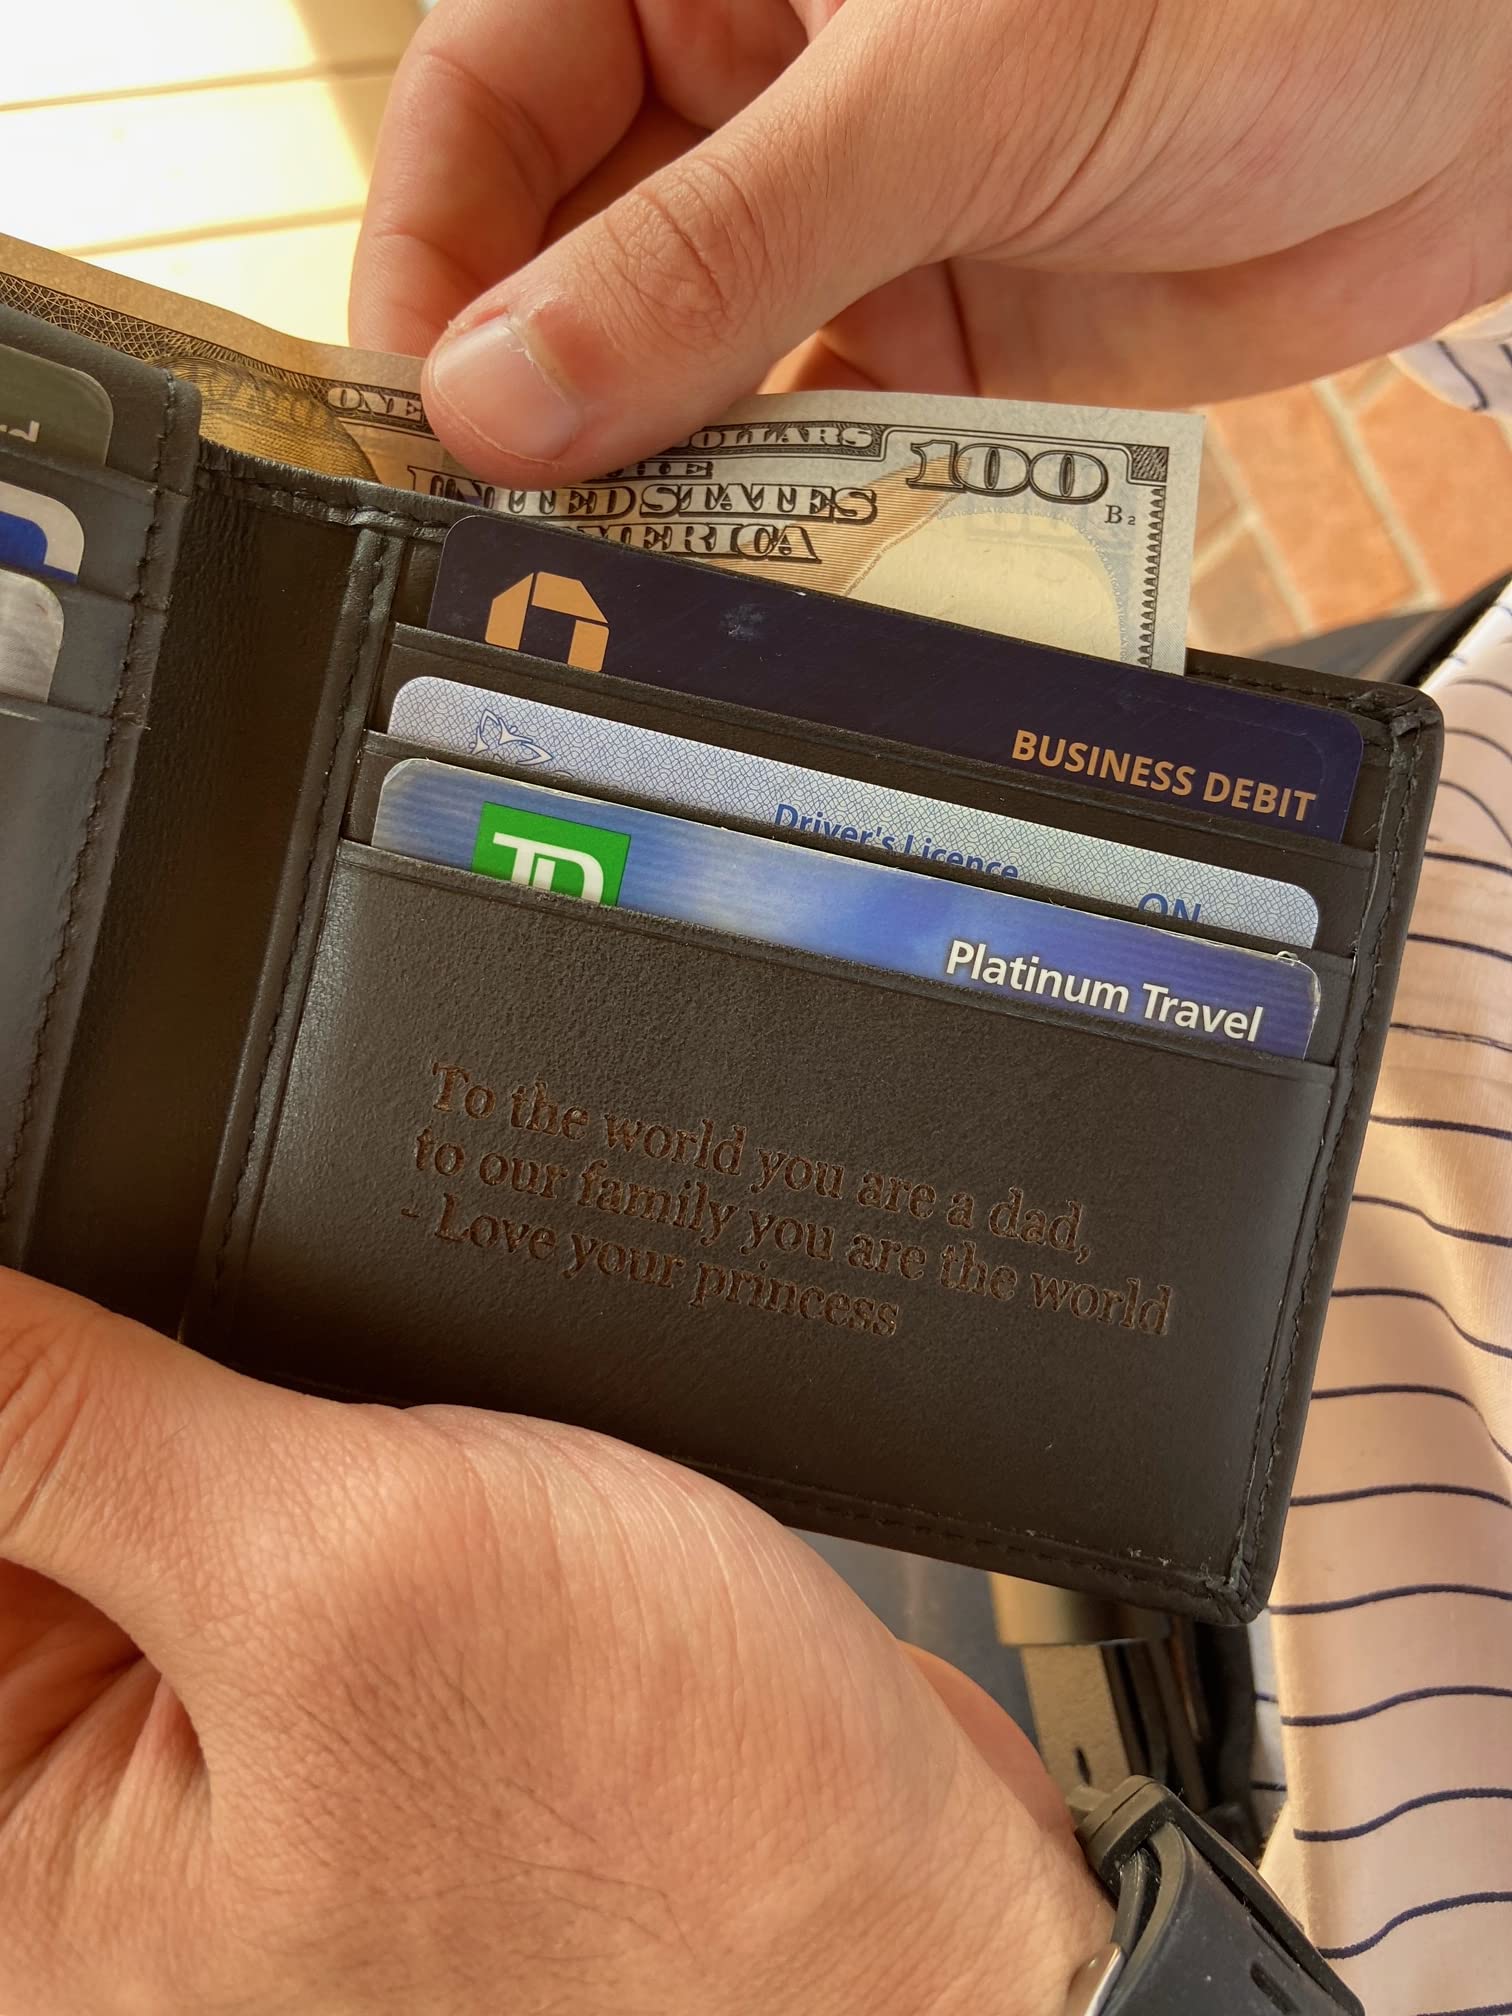 ONE
DOLLARS
100
THE
UNITED STATES
AMERICA
B2
BUSINESS DEBIT
Driver's Licence
ON
TD
Platinum Travel
To the world you are a dad,
to our family you are the world
- Love your princess